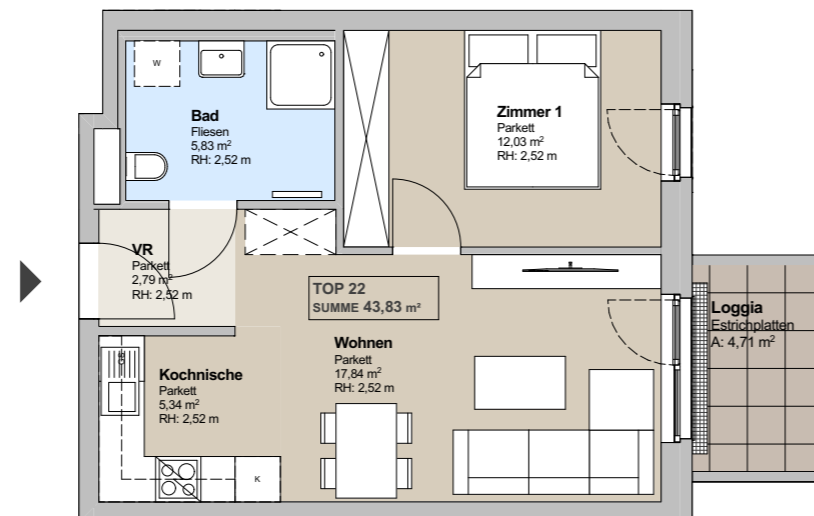 W
Bad
Fliesen
5,83 m²
RH: 2,52 m
Zimmer 1
Parkett
12,03 m²
RH: 2,52 m
VR
Parkett
2,79 m²
RH: 2,52 m
TOP 22
SUMME 43,83 m²
Loggia
Estrichplatten
A: 4,71 m²
Wohnen
Parkett
17,84 m²
RH: 2,52 m
GS
Kochnische
Parkett
5,34 m²
RH: 2,52 m
K